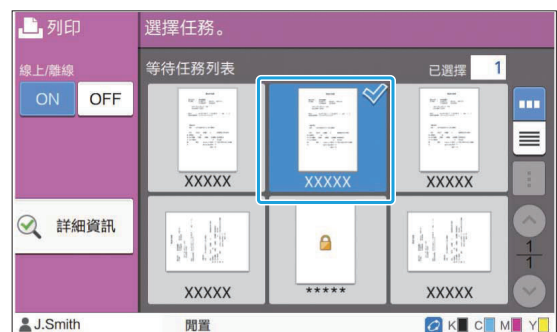 列印
選擇任務。
線上/離線
ON OFF
等待任務列表
已選擇 1
XXXXX XXXXX XXXXX
詳細資訊
XXXXX ***** XXXXX
1
1
J.Smith
閒置
K C M Y